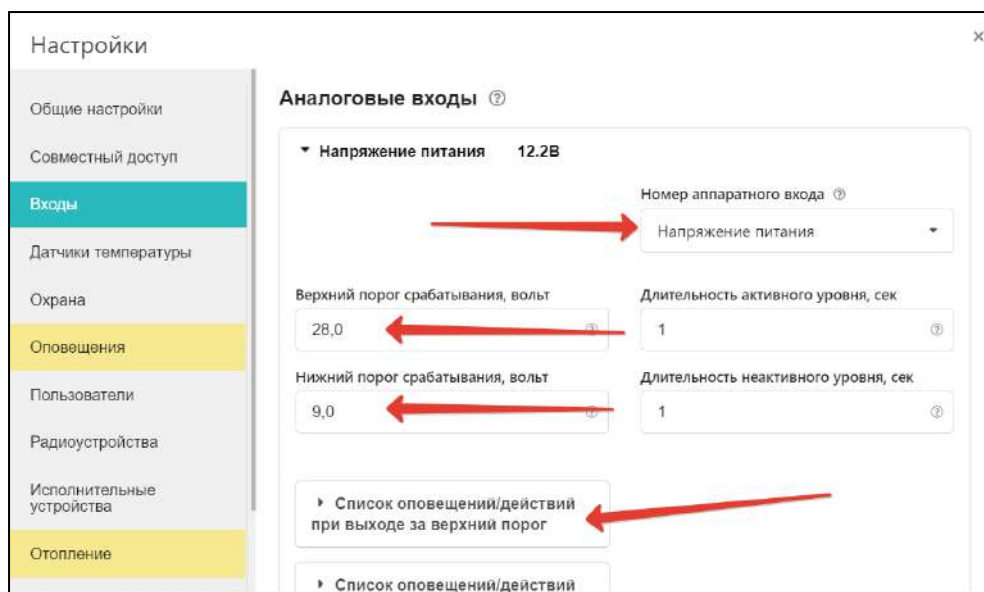 Настройки
Общие настройки
Совместный доступ
Входы
Датчики температуры
Охрана
Оповещения
Пользователи
Радиоустройства
Исполнительные
устройства
Отопление
Аналоговые входы
Напряжение питания 12.2В
Номер аппаратного входа
Напряжение питания
Верхний порог срабатывания, вольт
28,0
Длительность активного уровня, сек
1
Нижний порог срабатывания, вольт
9,0
Длительность неактивного уровня, сек
1
Список оповещений/действий
при выходе за верхний порог
Список оповещений/действий